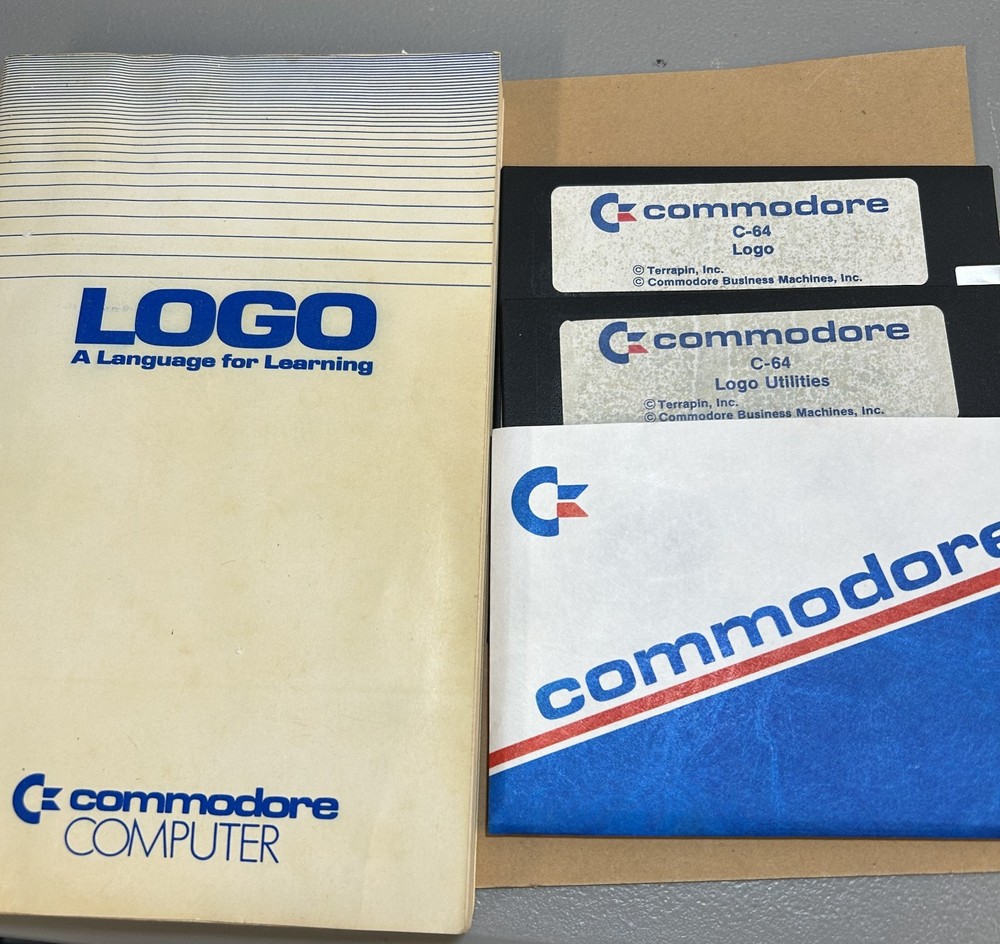 LOGO
A Language for Learning
commodore
COMPUTER
commodore
C-64
Logo
© Terrapin, Inc.
© Commodore Business Machines, Inc.
commodore
C-64
Logo Utilities
© Terrapin, Inc.
© Commodore Business Machines, Inc.
commodore